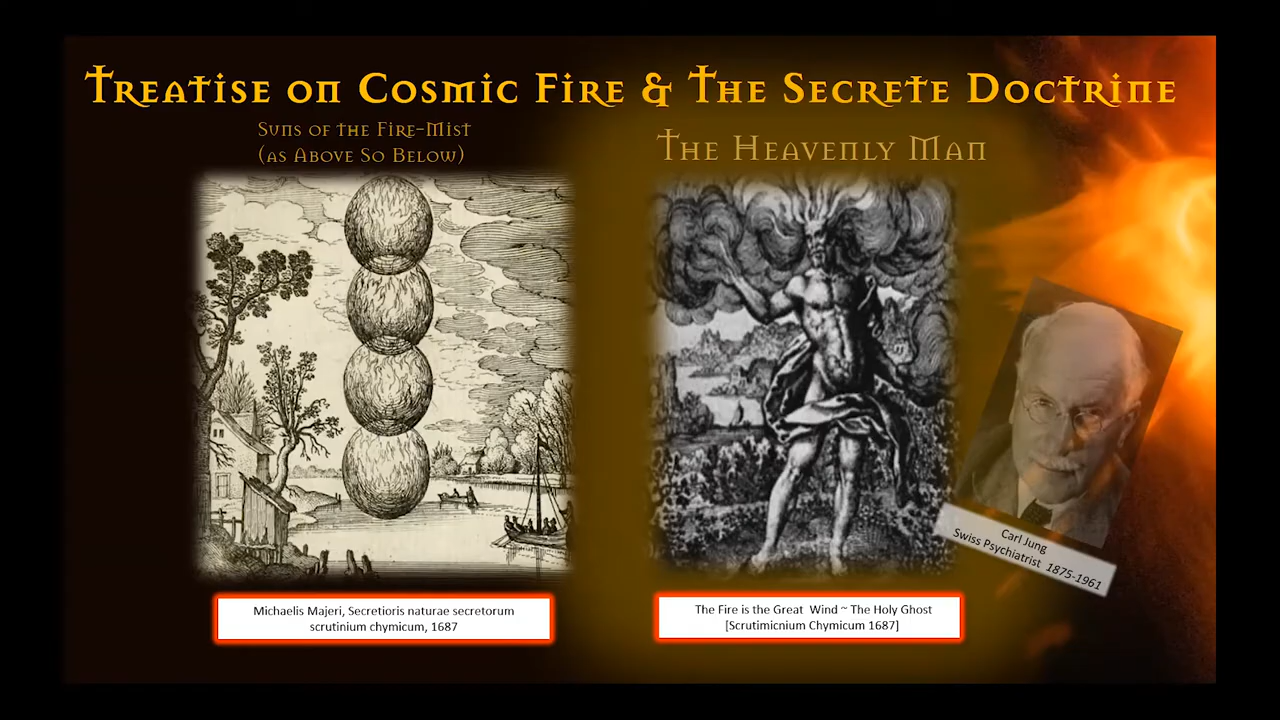 Treatise on Cosmic Fire & The Secrete Doctrine
Suns of the Fire-Mist
(as Above So Below)
The Heavenly Man
Carl Jung
Swiss Psychiatrist 1875-1961
Michaelis Majeri, Secretioris naturae secretorum
scrutinium chymicum, 1687
The Fire is the Great Wind ~ The Holy Ghost
[Scrutimicnium Chymicum 1687]